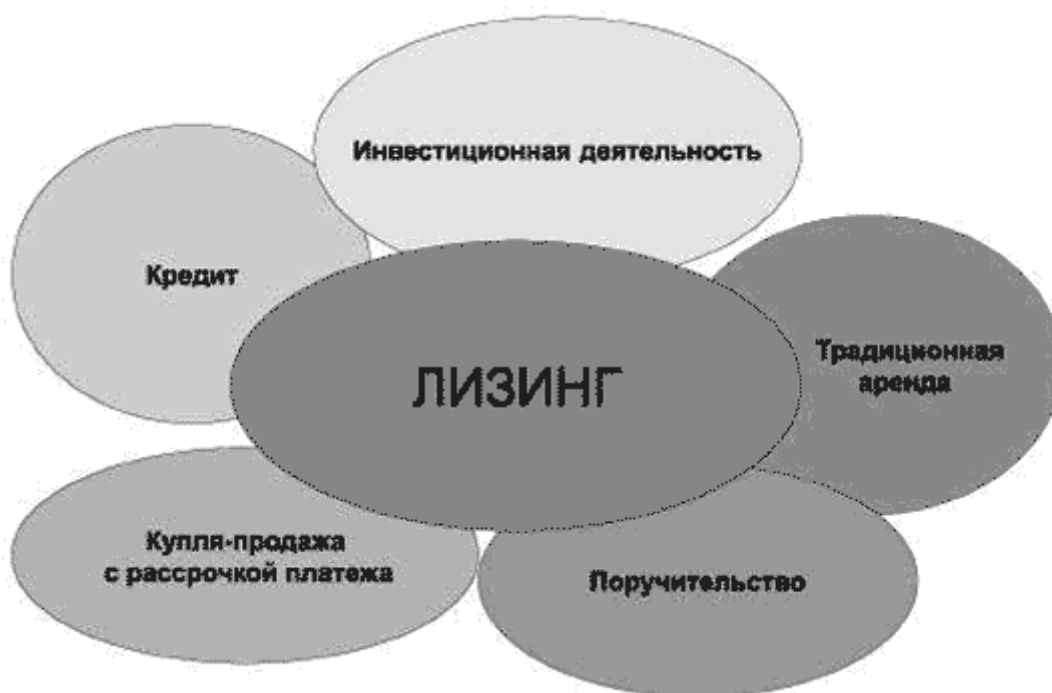 Инвестиционная деятельность
Кредит
Традиционная
аренда
ЛИЗИНГ
Купля-продажа
с рассрочкой платежа
Поручительство